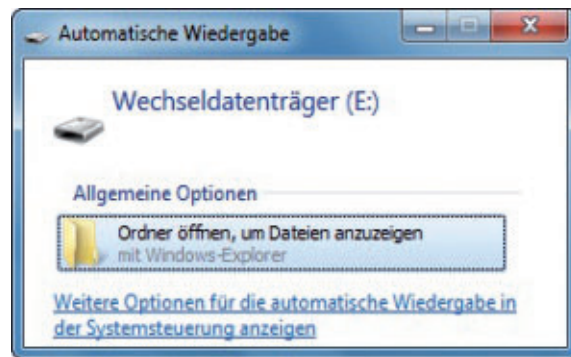 Automatische Wiedergabe
Wechseldatenträger (E:)
Allgemeine Optionen
Ordner öffnen, um Dateien anzuzeigen
mit Windows-Explorer
Weitere Optionen für die automatische Wiedergabe in
der Systemsteuerung anzeigen